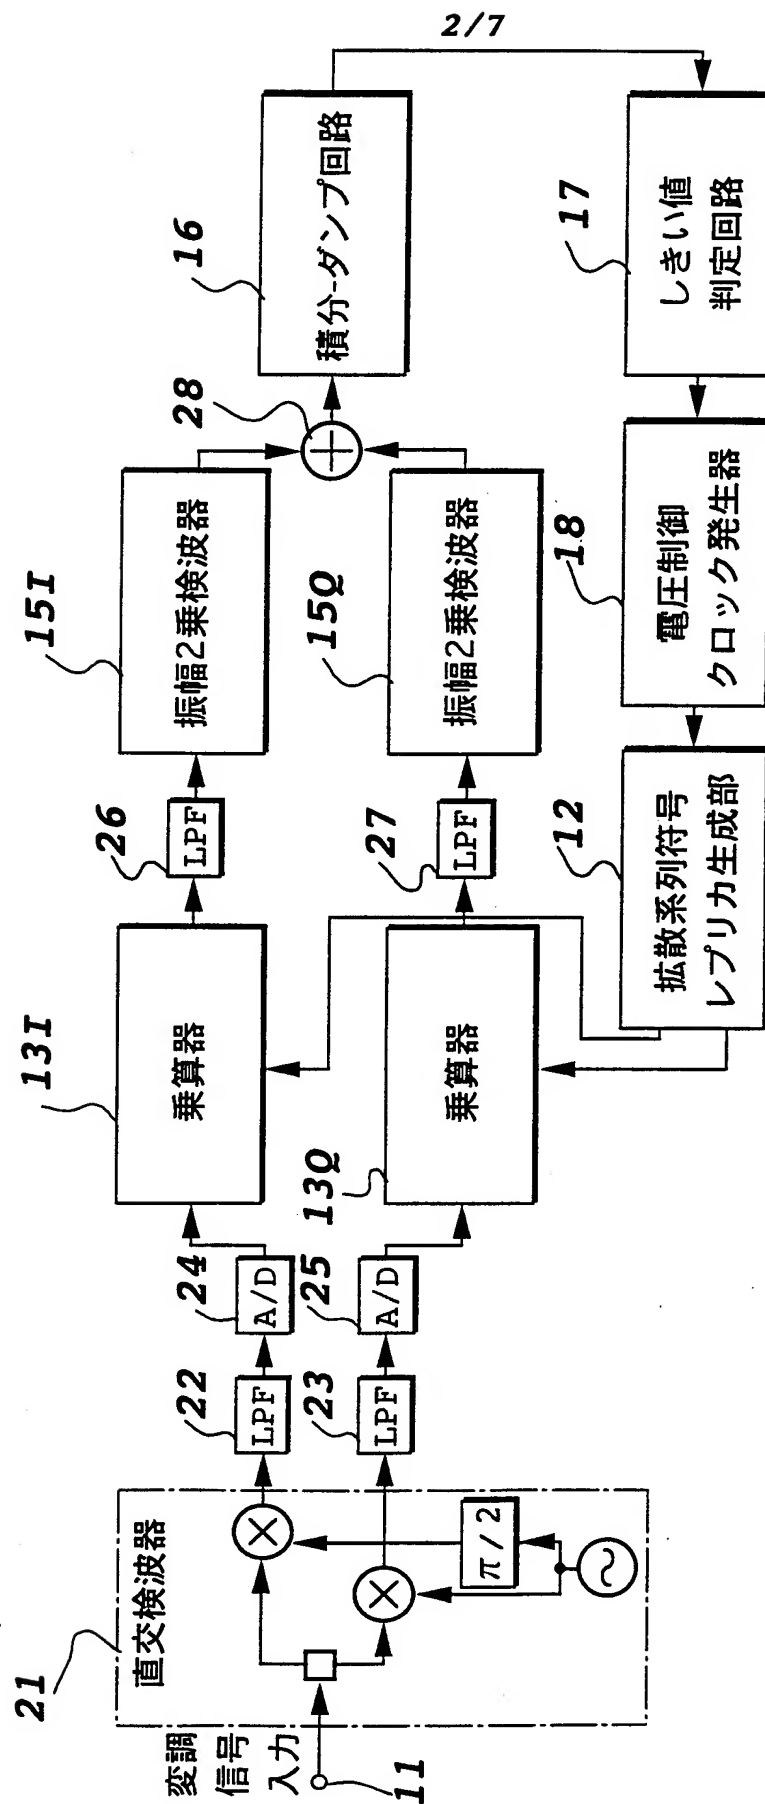 2/7
21
直交検波器
変調
信号
入力
11
π/2
22
LPF
23
LPF
24
A/D
25
A/D
13I
乗算器
13Q
乗算器
26
LPF
27
LPF
15I
振幅2乗検波器
15Q
振幅2乗検波器
28
16
積分-ダンプ回路
17
しきい値
判定回路
18
電圧制御
クロック発生器
12
拡散系列符号
レプリカ生成部